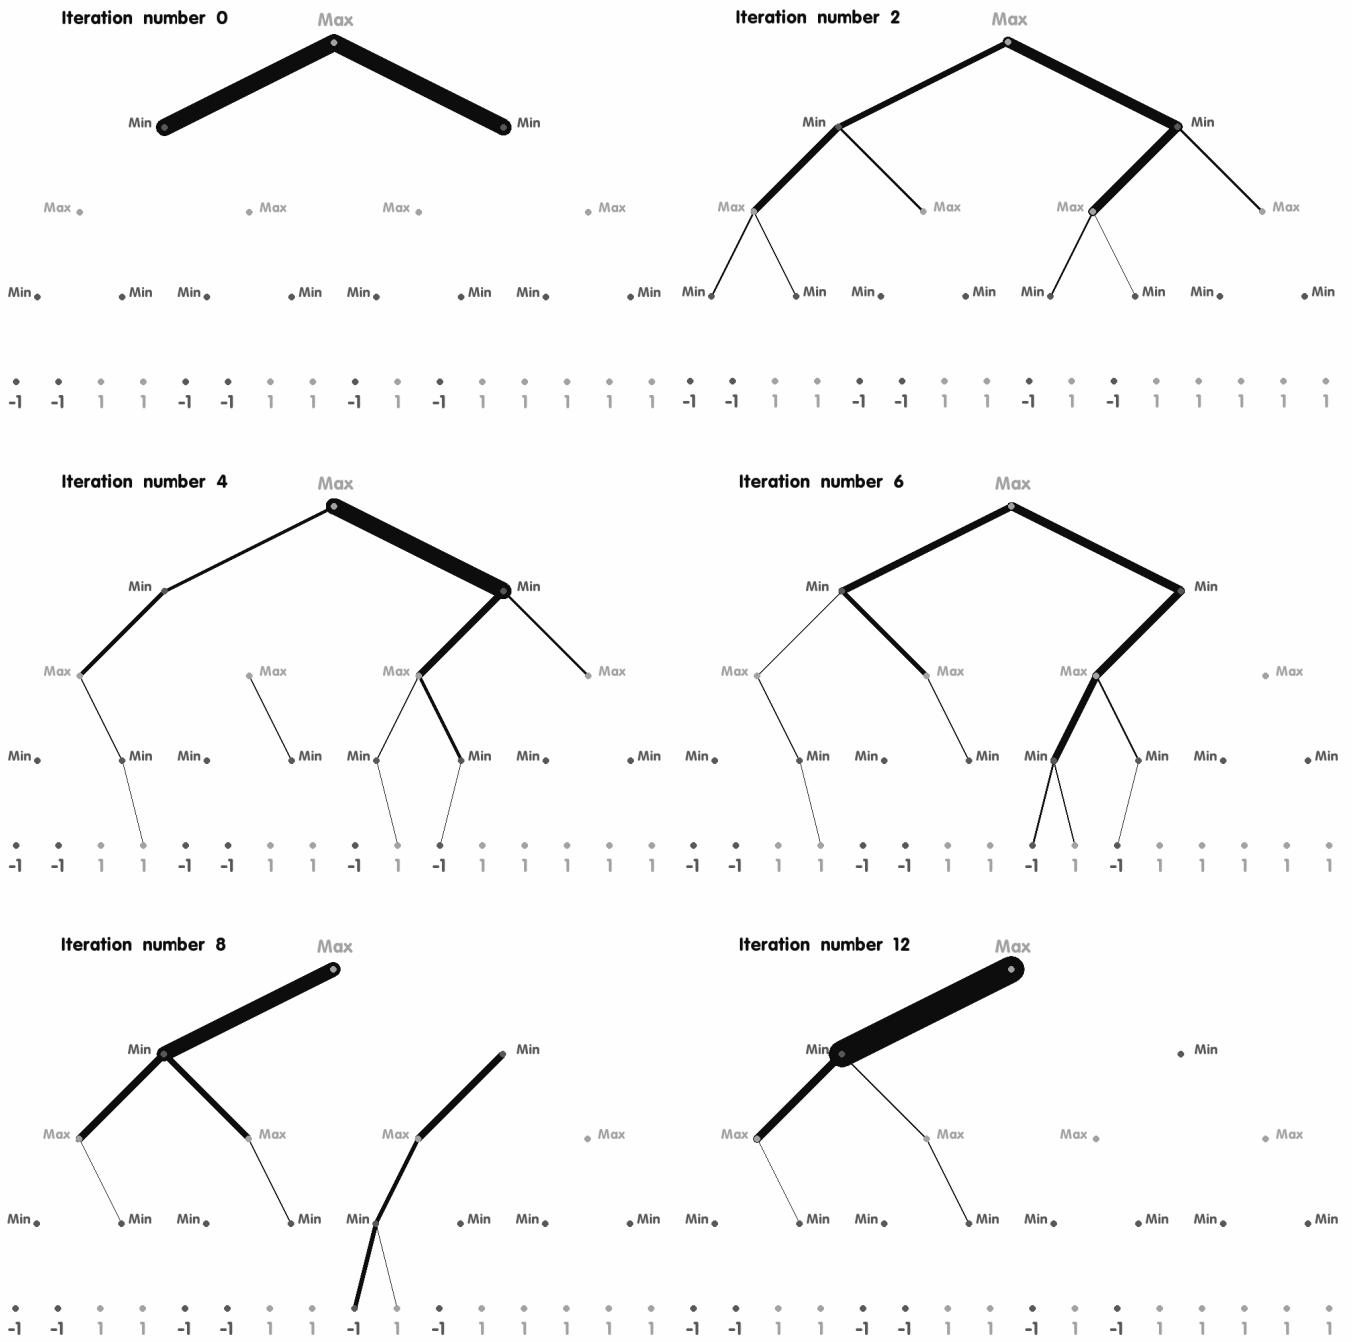 Iteration number 0
Max
Min Min
Max Max Max Max
Min Min Min Min Min Min Min Min
-1 -1 1 1 -1 -1 1 1 -1 1 -1 1 1 1 1 1
Iteration number 2
Max
Min Min
Max Max Max Max
Min Min Min Min Min Min Min Min
-1 -1 1 1 -1 -1 1 1 -1 1 -1 1 1 1 1 1
Iteration number 4
Max
Min Min
Max Max Max Max
Min Min Min Min Min Min Min Min
-1 -1 1 1 -1 -1 1 1 -1 1 -1 1 1 1 1 1
Iteration number 6
Max
Min Min
Max Max Max Max
Min Min Min Min Min Min Min Min
-1 -1 1 1 -1 -1 1 1 -1 1 -1 1 1 1 1 1
Iteration number 8
Max
Min Min
Max Max Max Max
Min Min Min Min Min Min Min Min
-1 -1 1 1 -1 -1 1 1 -1 1 -1 1 1 1 1 1
Iteration number 12
Max
Min Min
Max Max Max Max
Min Min Min Min Min Min Min Min
-1 -1 1 1 -1 -1 1 1 -1 1 -1 1 1 1 1 1